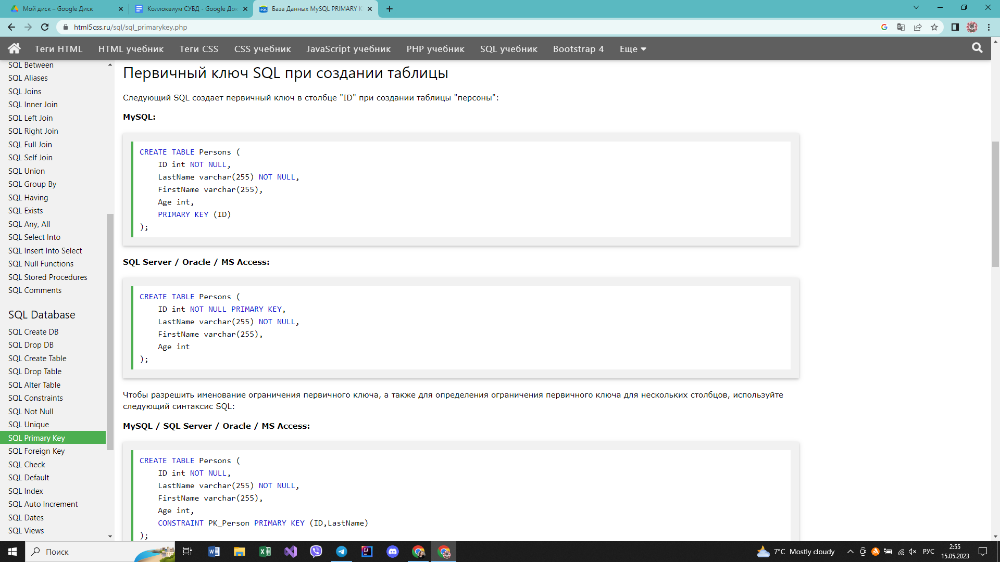 Мой диск – Google Диск
Коллоквиум СУБД - Google Док
База Данных MySQL PRIMARY K
html5css.ru/sql/sql_primarykey.php
Теги HTML
HTML учебник
Теги CSS
CSS учебник
JavaScript учебник
PHP учебник
SQL учебник
Bootstrap 4
Еще
SQL Between
SQL Aliases
SQL Joins
SQL Inner Join
SQL Left Join
SQL Right Join
SQL Full Join
SQL Self Join
SQL Union
SQL Group By
SQL Having
SQL Exists
SQL Any, All
SQL Select Into
SQL Insert Into Select
SQL Null Functions
SQL Stored Procedures
SQL Comments
SQL Database
SQL Create DB
SQL Drop DB
SQL Create Table
SQL Drop Table
SQL Alter Table
SQL Constraints
SQL Not Null
SQL Unique
SQL Primary Key
SQL Foreign Key
SQL Check
SQL Default
SQL Index
SQL Auto Increment
SQL Dates
SQL Views
Первичный ключ SQL при создании таблицы
Следующий SQL создает первичный ключ в столбце "ID" при создании таблицы "персоны":
MySQL:
CREATE TABLE Persons (
    ID int NOT NULL,
    LastName varchar(255) NOT NULL,
    FirstName varchar(255),
    Age int,
    PRIMARY KEY (ID)
);
SQL Server / Oracle / MS Access:
CREATE TABLE Persons (
    ID int NOT NULL PRIMARY KEY,
    LastName varchar(255) NOT NULL,
    FirstName varchar(255),
    Age int
);
Чтобы разрешить именование ограничения первичного ключа, а также для определения ограничения первичного ключа для нескольких столбцов, используйте
следующий синтаксис SQL:
MySQL / SQL Server / Oracle / MS Access:
CREATE TABLE Persons (
    ID int NOT NULL,
    LastName varchar(255) NOT NULL,
    FirstName varchar(255),
    Age int,
    CONSTRAINT PK_Person PRIMARY KEY (ID,LastName)
);
Поиск
7°C Mostly cloudy
РУС
2:55
15.05.2023